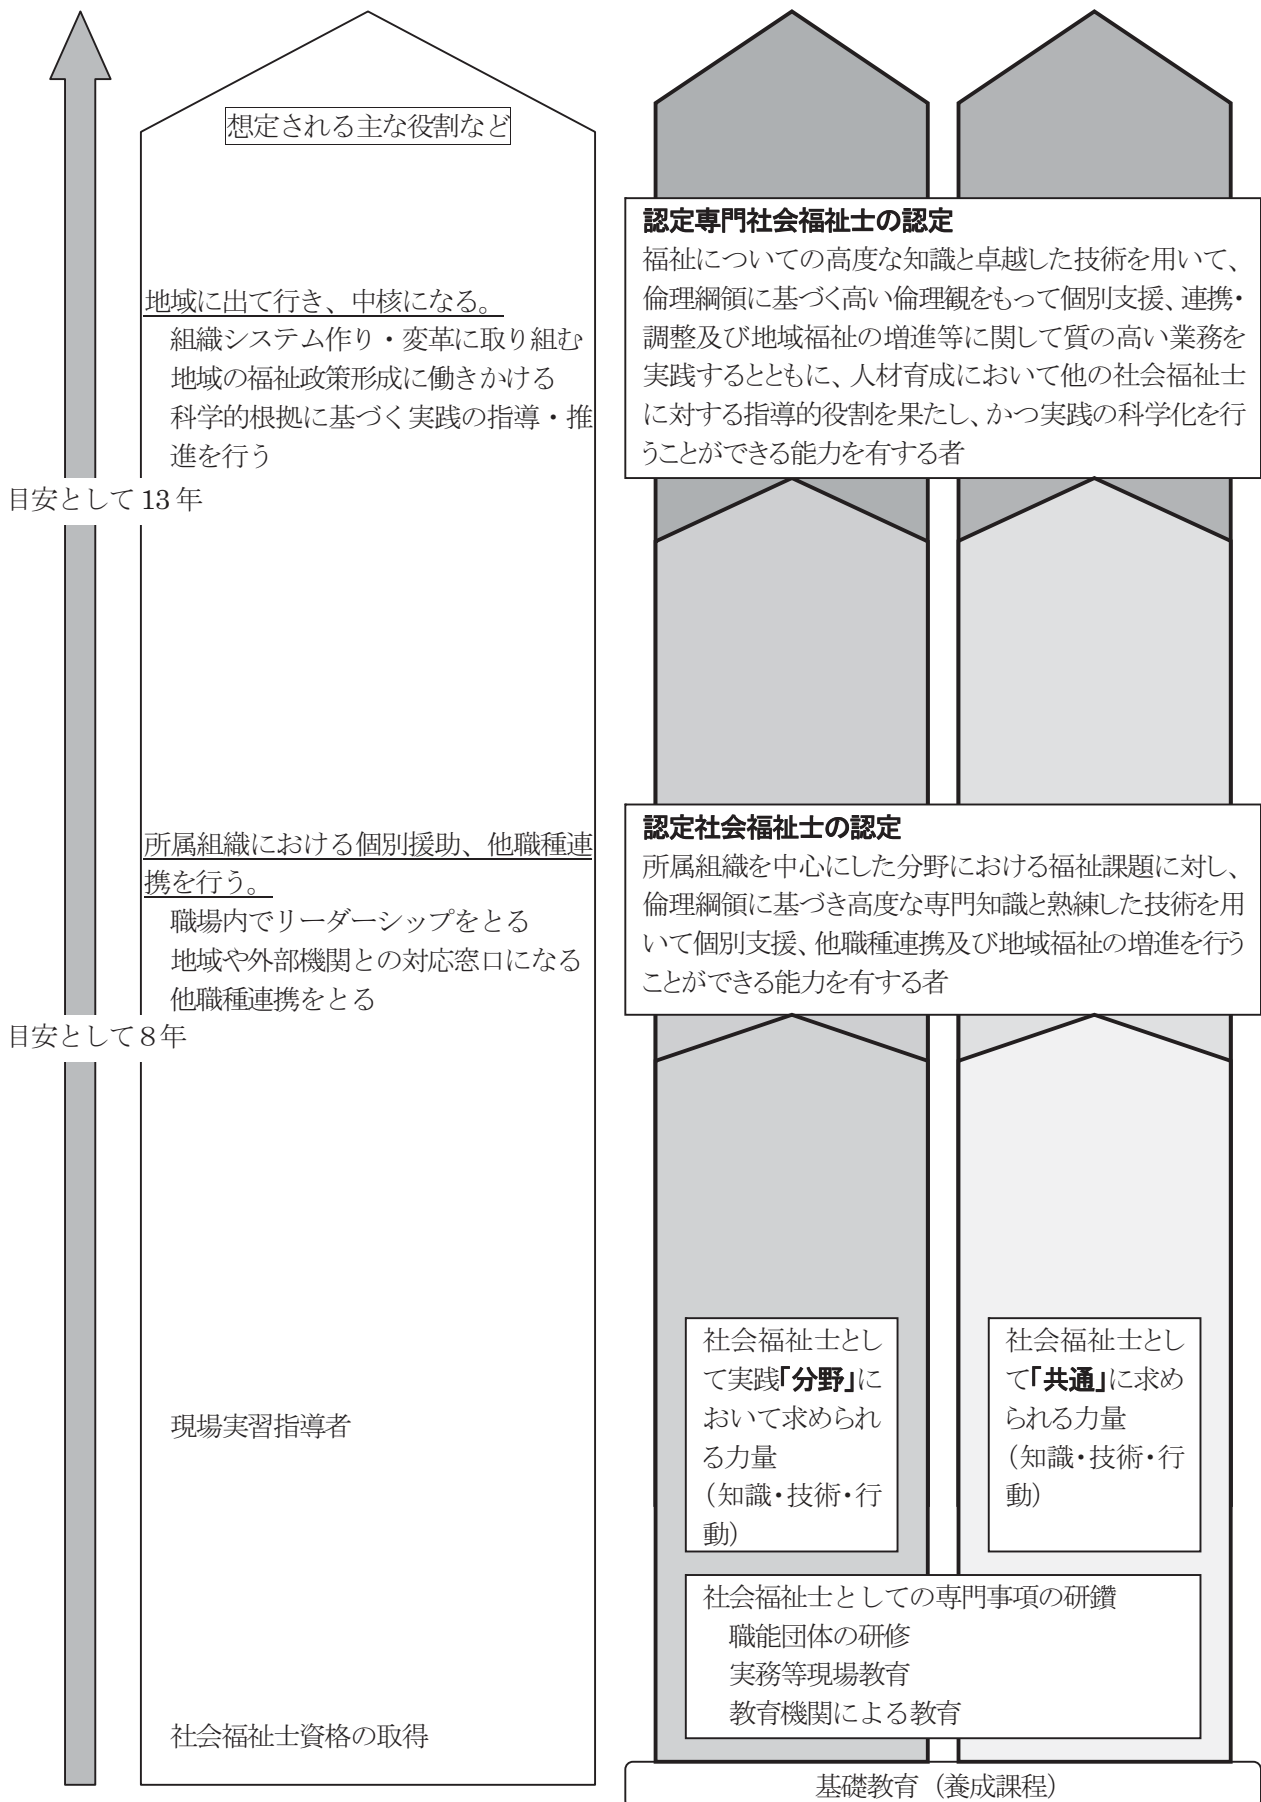 想定される主な役割など
地域に出て行き、中核になる。
組織システム作り・変革に取り組む
地域の福祉政策形成に働きかける
科学的根拠に基づく実践の指導・推
進を行う
目安として 13 年
所属組織における個別援助、他職種連
携を行う。
職場内でリーダーシップをとる
地域や外部機関との対応窓口になる
他職種連携をとる
目安として８年
現場実習指導者
社会福祉士資格の取得
認定専門社会福祉士の認定
福祉についての高度な知識と卓越した技術を用いて、
倫理綱領に基づく高い倫理観をもって個別支援、連携・
調整及び地域福祉の増進等に関して質の高い業務を
実践するとともに、人材育成において他の社会福祉士
に対する指導的役割を果たし、かつ実践の科学化を行
うことができる能力を有する者
認定社会福祉士の認定
所属組織を中心にした分野における福祉課題に対し、
倫理綱領に基づき高度な専門知識と熟練した技術を用
いて個別支援、他職種連携及び地域福祉の増進を行う
ことができる能力を有する者
社会福祉士とし
て実践「分野」に
おいて求められ
る力量
（知識・技術・行
動）
社会福祉士とし
て「共通」に求め
られる力量
（知識・技術・行
動）
社会福祉士としての専門事項の研鑽
職能団体の研修
実務等現場教育
教育機関による教育
基礎教育（養成課程）